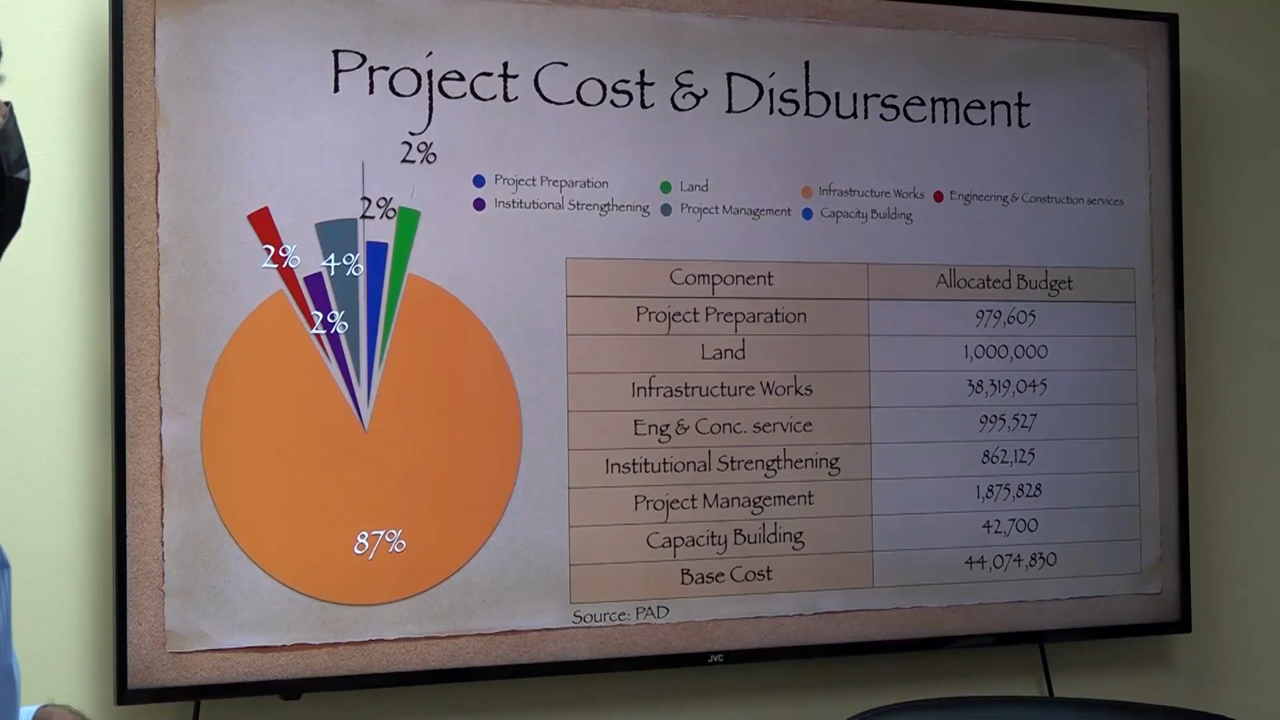 Project Cost & Disbursement
2%
Project Preparation
Land
Infrastructure Works
Engineering & Construction services
Institutional Strengthening
Project Management
Capacity Building
2%
2%
4%
2%
87%
Component Allocated Budget
Project Preparation 979,605
Land 1,000,000
Infrastructure Works 38,319,045
Eng & Conc. service 995,527
Institutional Strengthening 862,125
Project Management 1,875,828
Capacity Building 42,700
Base Cost 44,074,830
Source: PAD
JVC